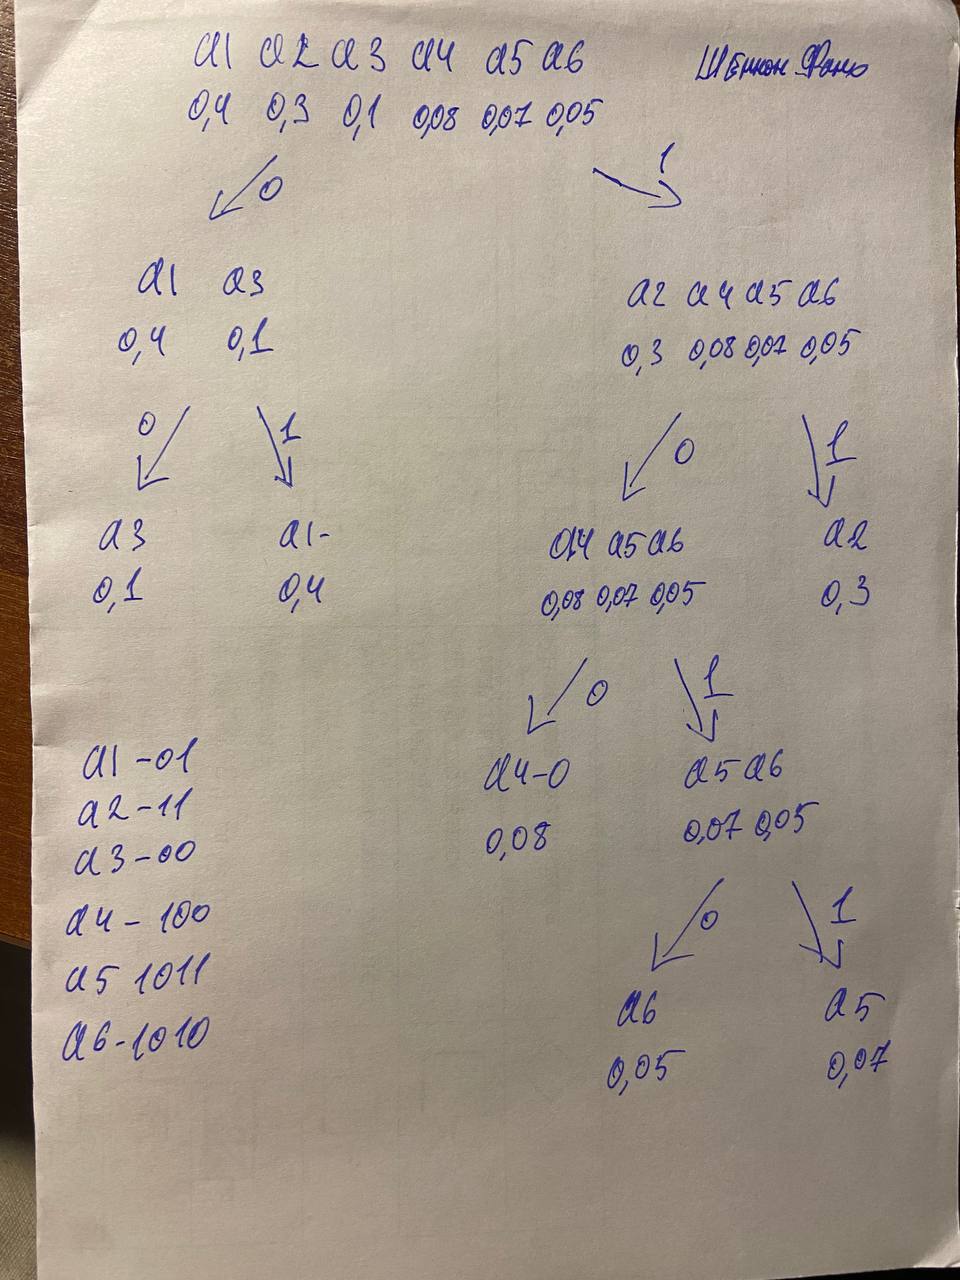 a1 a2 a3 a4 a5 a6
Шеннон Фано
0,4 0,3 0,1 0,08 0,07 0,05
0 1
a1 a3
0,4 0,1
a2 a4 a5 a6
0,3 0,08 0,07 0,05
0 1
0 1
a3 a1-
0,1 0,4
a4 a5 a6 a2
0,08 0,07 0,05 0,3
0 1
a4-0 a5 a6
0,08 0,07 0,05
0 1
a6 a5
0,05 0,07
a1-01
a2-11
a3-00
a4-100
a5 1011
a6-1010